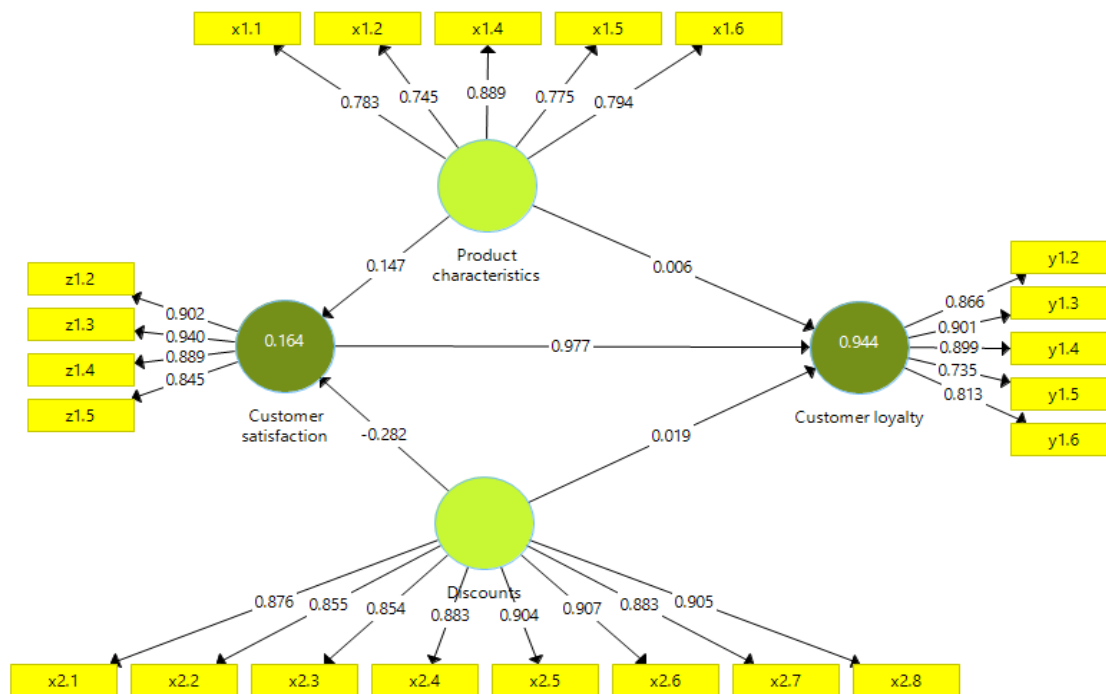 x1.1 x1.2 x1.4 x1.5 x1.6
0.783 0.745 0.889 0.775 0.794
Product
characteristics
0.147 0.006
z1.2
z1.3
z1.4
z1.5
0.902
0.940
0.889
0.845
0.164
Customer
satisfaction
0.977
0.944
Customer loyalty
0.866
0.901
0.899
0.735
0.813
y1.2
y1.3
y1.4
y1.5
y1.6
-0.282 0.019
Discounts
0.876 0.855 0.854 0.883 0.904 0.907 0.883 0.905
x2.1 x2.2 x2.3 x2.4 x2.5 x2.6 x2.7 x2.8